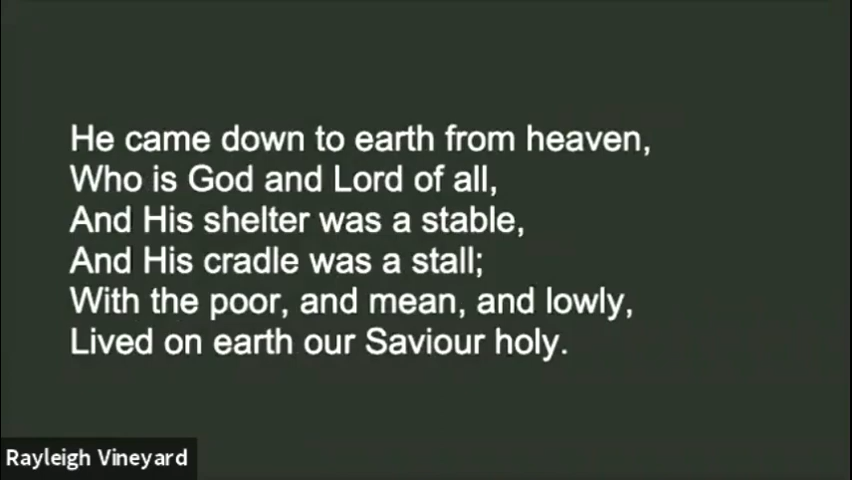 He came down to earth from heaven,
Who is God and Lord of all,
And His shelter was a stable,
And His cradle was a stall;
With the poor, and mean, and lowly,
Lived on earth our Saviour holy.
Rayleigh Vineyard